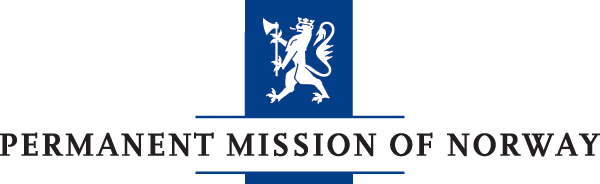 PERMANENT MISSION OF NORWAY